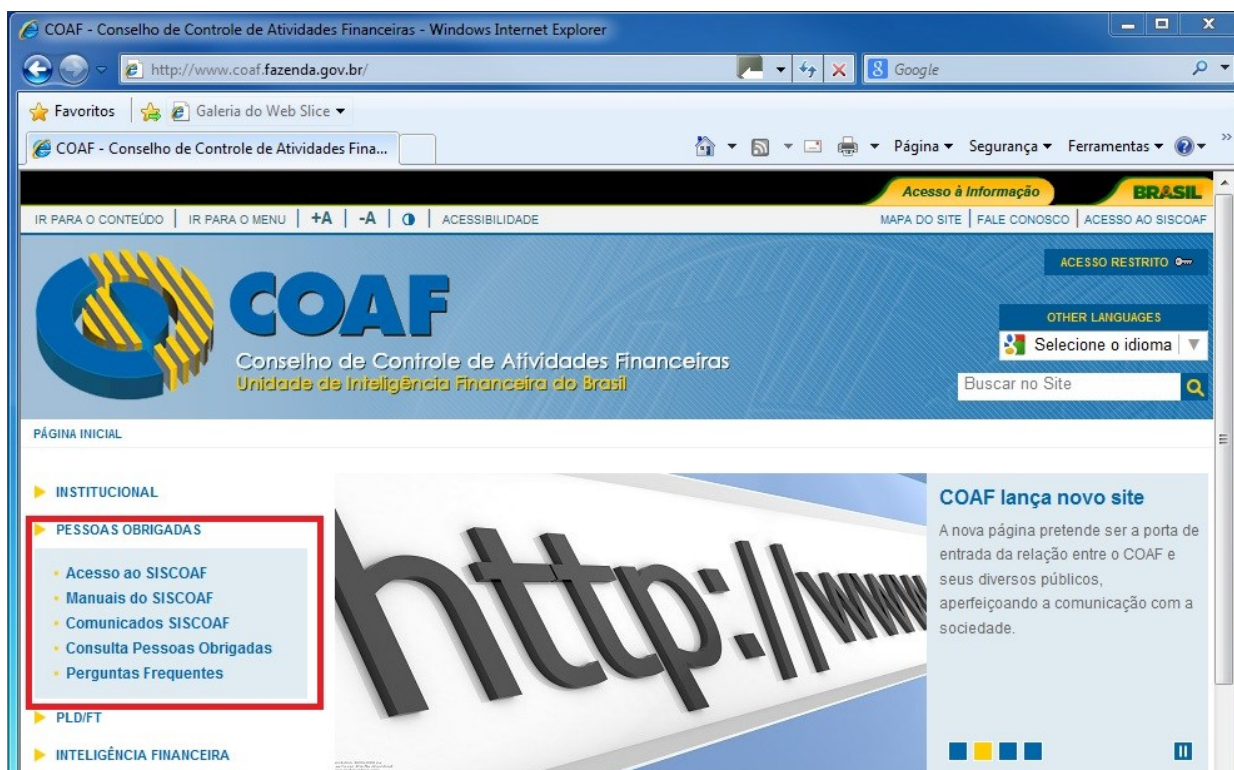 COAF - Conselho de Controle de Atividades Financeiras - Windows Internet Explorer
http://www.coaf.fazenda.gov.br/
Google
Favoritos
Galeria do Web Slice
COAF - Conselho de Controle de Atividades Fina...
Página
Segurança
Ferramentas
Acesso à Informação
BRASIL
IR PARA O CONTEÚDO | IR PARA O MENU | +A | -A | ACESSIBILIDADE
MAPA DO SITE | FALE CONOSCO | ACESSO AO SISCOAF
ACESSO RESTRITO
COAF
Conselho de Controle de Atividades Financeiras
Unidade de Inteligência Financeira do Brasil
OTHER LANGUAGES
Selecione o idioma
Buscar no Site
PÁGINA INICIAL
INSTITUCIONAL
PESSOAS OBRIGADAS
Acesso ao SISCOAF
Manuais do SISCOAF
Comunicados SISCOAF
Consulta Pessoas Obrigadas
Perguntas Frequentes
PLD/FT
INTELIGÊNCIA FINANCEIRA
http://www
COAF lança novo site
A nova página pretende ser a porta de
entrada da relação entre o COAF e
seus diversos públicos,
aperfeiçoando a comunicação com a
sociedade.